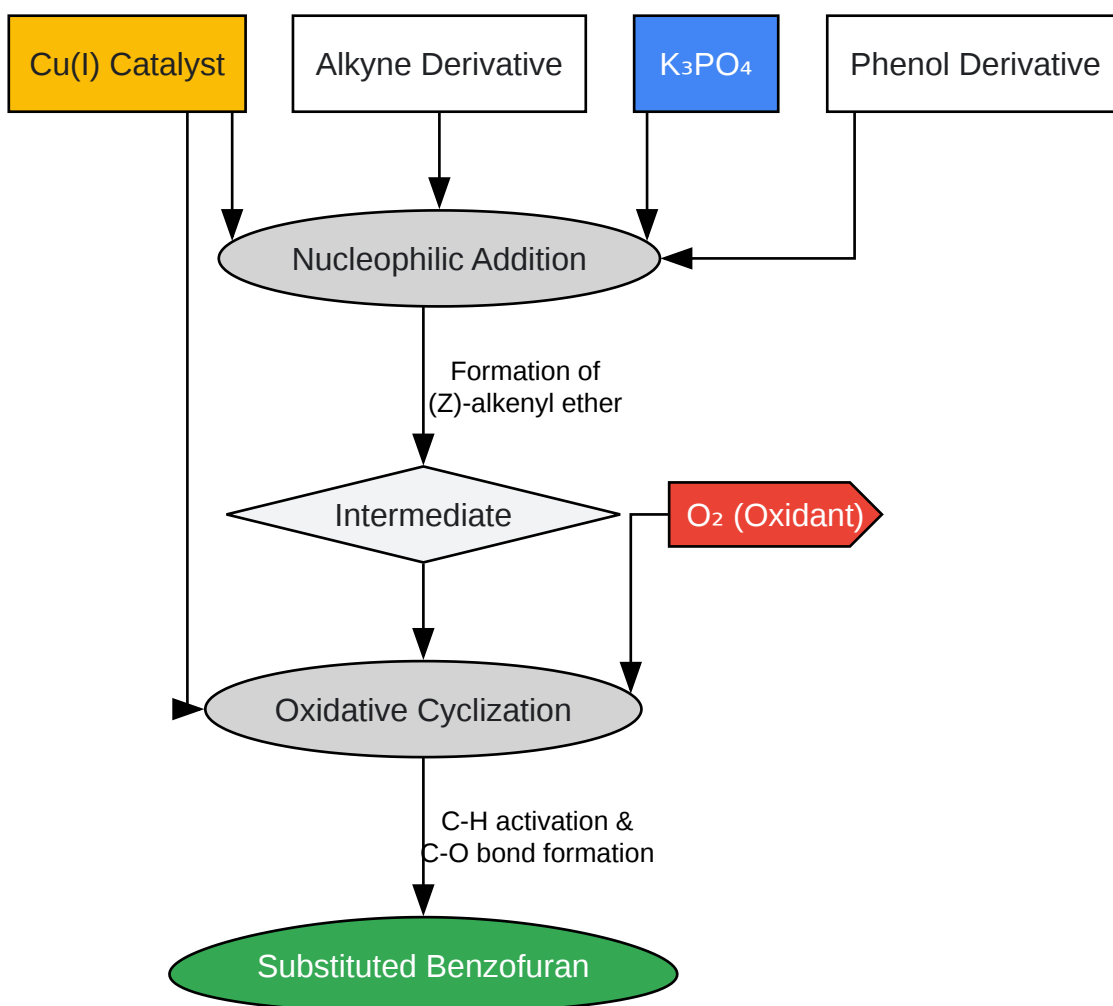 Cu(I) Catalyst
Alkyne Derivative
K₃PO₄
Phenol Derivative
Nucleophilic Addition
Formation of
(Z)-alkenyl ether
Intermediate
O₂ (Oxidant)
Oxidative Cyclization
C-H activation &
C-O bond formation
Substituted Benzofuran